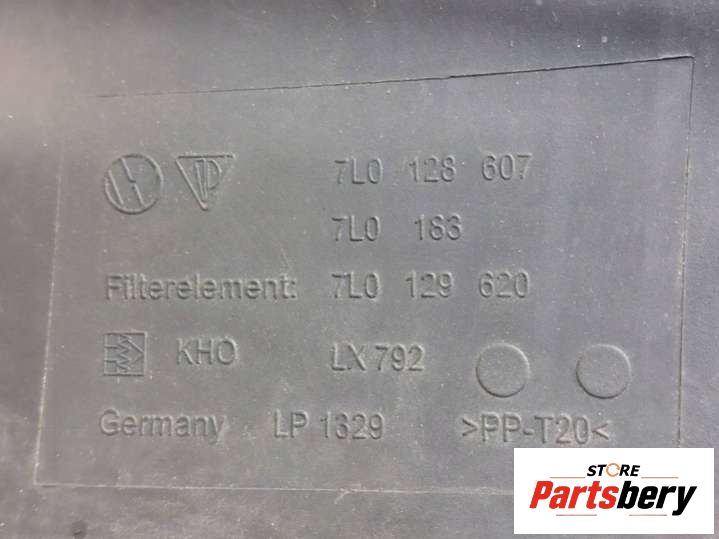 7L0 128 607
7L0 183
Filterelement: 7L0 129 620
KHO LX 792
Germany LP 1329 >PP-T20<
STORE
Partsbery